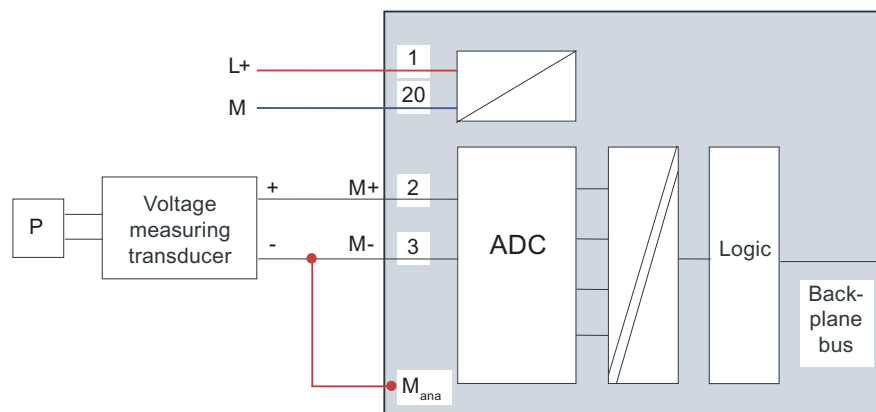 L+
1
M
20
P
Voltage
measuring
transducer
+
M+
2
-
M-
3
ADC
Logic
Back-
plane
bus
Mana